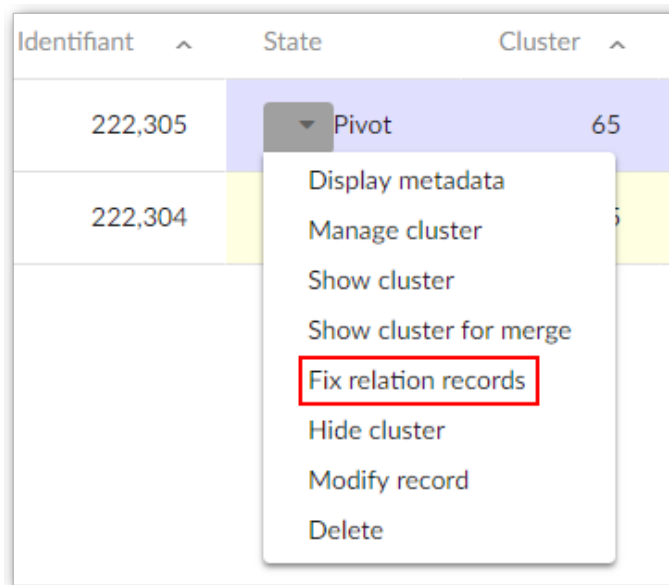 Identifiant State Cluster
222,305 Pivot 65
Display metadata
222,304
Manage cluster
Show cluster
Show cluster for merge
Fix relation records
Hide cluster
Modify record
Delete